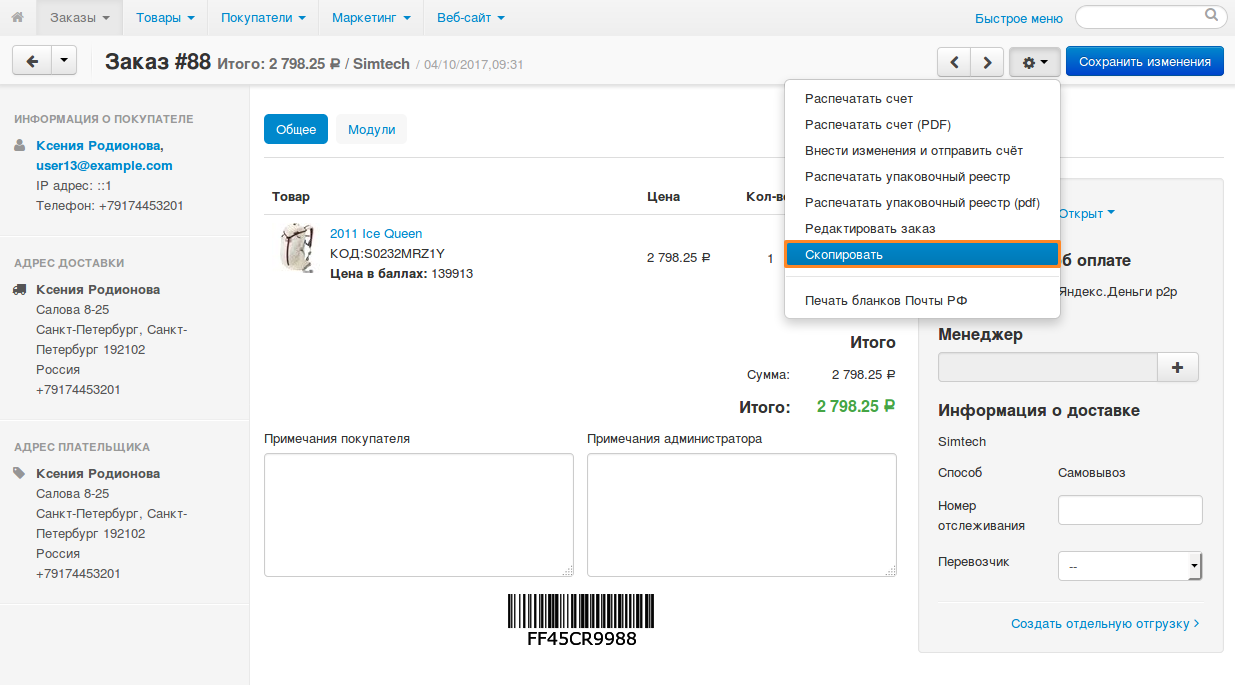 Заказы
Товары
Покупатели
Маркетинг
Веб-сайт
Быстрое меню
Заказ #88 Итого: 2 798.25 ₽ / Simtech / 04/10/2017,09:31
Сохранить изменения
Распечатать счет
Распечатать счет (PDF)
Внести изменения и отправить счёт
Распечатать упаковочный реестр
Распечатать упаковочный реестр (pdf)
Редактировать заказ
Скопировать
Печать бланков Почты РФ
ИНФОРМАЦИЯ О ПОКУПАТЕЛЕ
Ксения Родионова,
user13@example.com
IP адрес: ::1
Телефон: +79174453201
АДРЕС ДОСТАВКИ
Ксения Родионова
Салова 8-25
Санкт-Петербург, Санкт-
Петербург 192102
Россия
+79174453201
АДРЕС ПЛАТЕЛЬЩИКА
Ксения Родионова
Салова 8-25
Санкт-Петербург, Санкт-
Петербург 192102
Россия
+79174453201
Общее
Модули
Товар Цена Кол-в
2011 Ice Queen
КОД:S0232MRZ1Y
Цена в баллах: 139913
2 798.25 ₽ 1
Итого
Сумма: 2 798.25 ₽
Итого: 2 798.25 ₽
Примечания покупателя
Примечания администратора
FF45CR9988
Открыт
б оплате
Яндекс.Деньги p2p
Менеджер
Информация о доставке
Simtech
Способ Самовывоз
Номер
отслеживания
Перевозчик --
Создать отдельную отгрузку